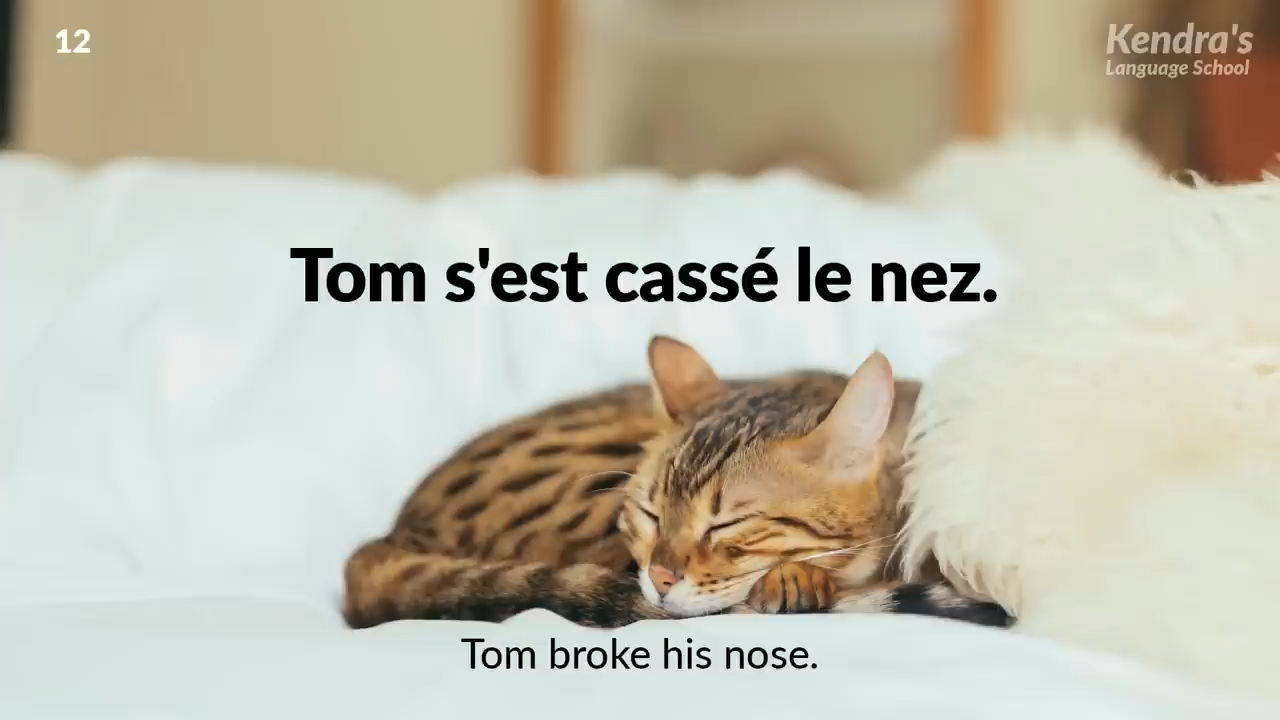 12
Kendra's
Language School
Tom s'est cassé le nez.
Tom broke his nose.